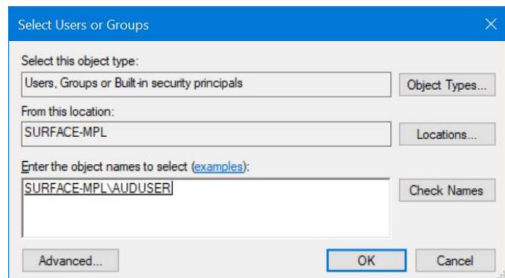 Select Users or Groups
Select this object type:
Users, Groups or Built-in security principals
Object Types...
From this location:
SURFACE-MPL
Locations...
Enter the object names to select (examples):
SURFACE-MPL\AUDUSER
Check Names
Advanced...
OK
Cancel